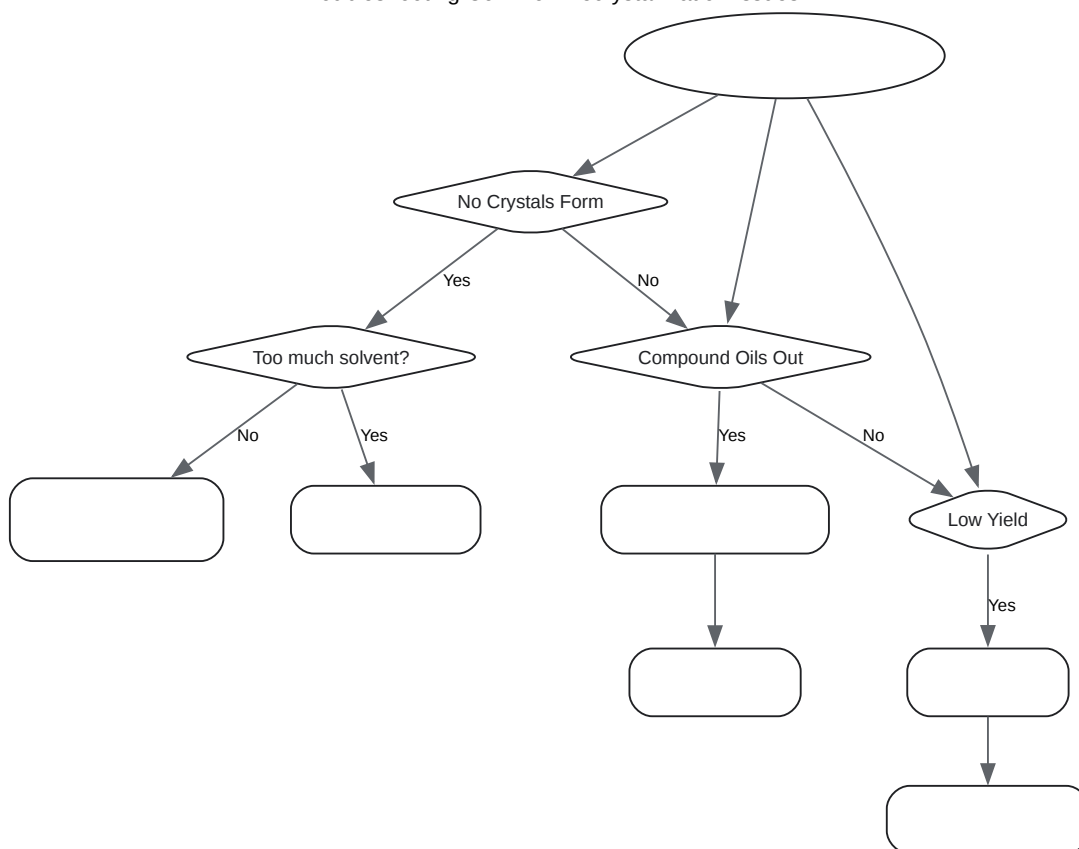 No Crystals Form
Yes
No
Too much solvent?
Compound Oils Out
No
Yes
Yes
No
Low Yield
Yes